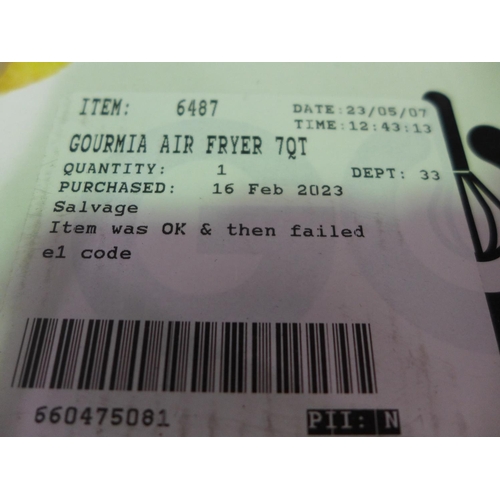 ITEM: 6487 DATE:23/05/07
TIME:12:43:13
GOURMIA AIR FRYER 7QT
QUANTITY: 1 DEPT: 33
PURCHASED: 16 Feb 2023
Salvage
Item was OK & then failed
e1 code
660475081 PII: N